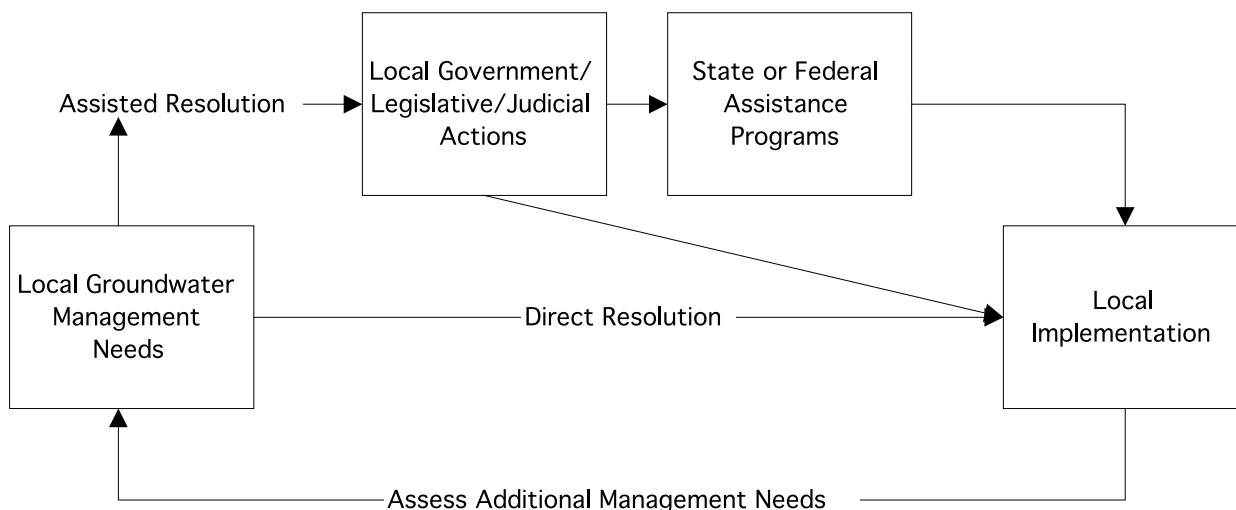 Assisted Resolution
Local Government/
Legislative/Judicial
Actions
State or Federal
Assistance
Programs
Local Groundwater
Management
Needs
Direct Resolution
Local
Implementation
Assess Additional Management Needs